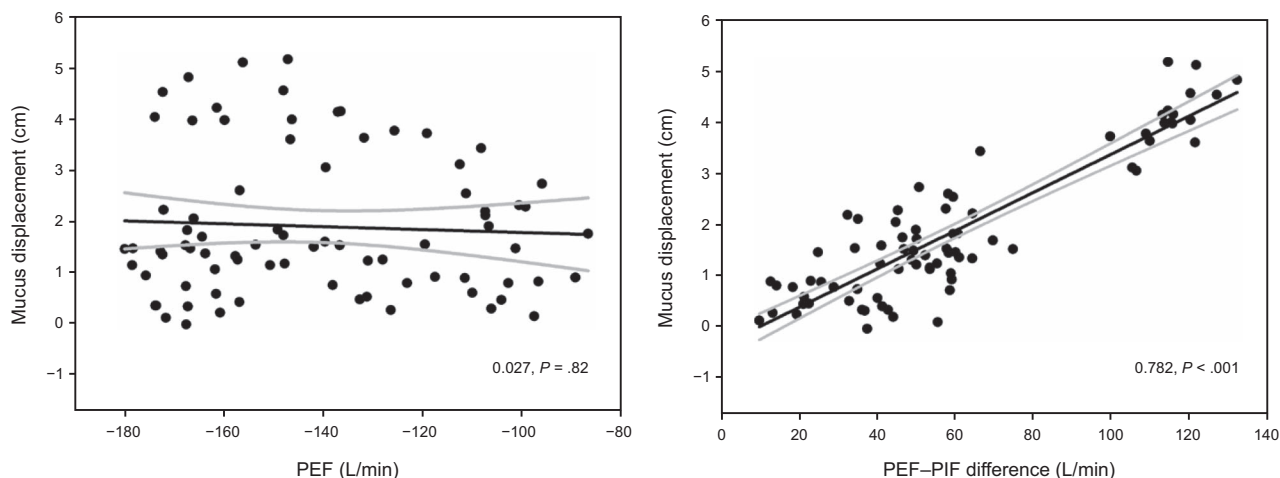 6
5
4
3
2
1
0
−1
Mucus displacement (cm)
0.027, P = .82
−180 −160 −140 −120 −100 −80
PEF (L/min)
6
5
4
3
2
1
0
−1
Mucus displacement (cm)
0.782, P < .001
0 20 40 60 80 100 120 140
PEF–PIF difference (L/min)